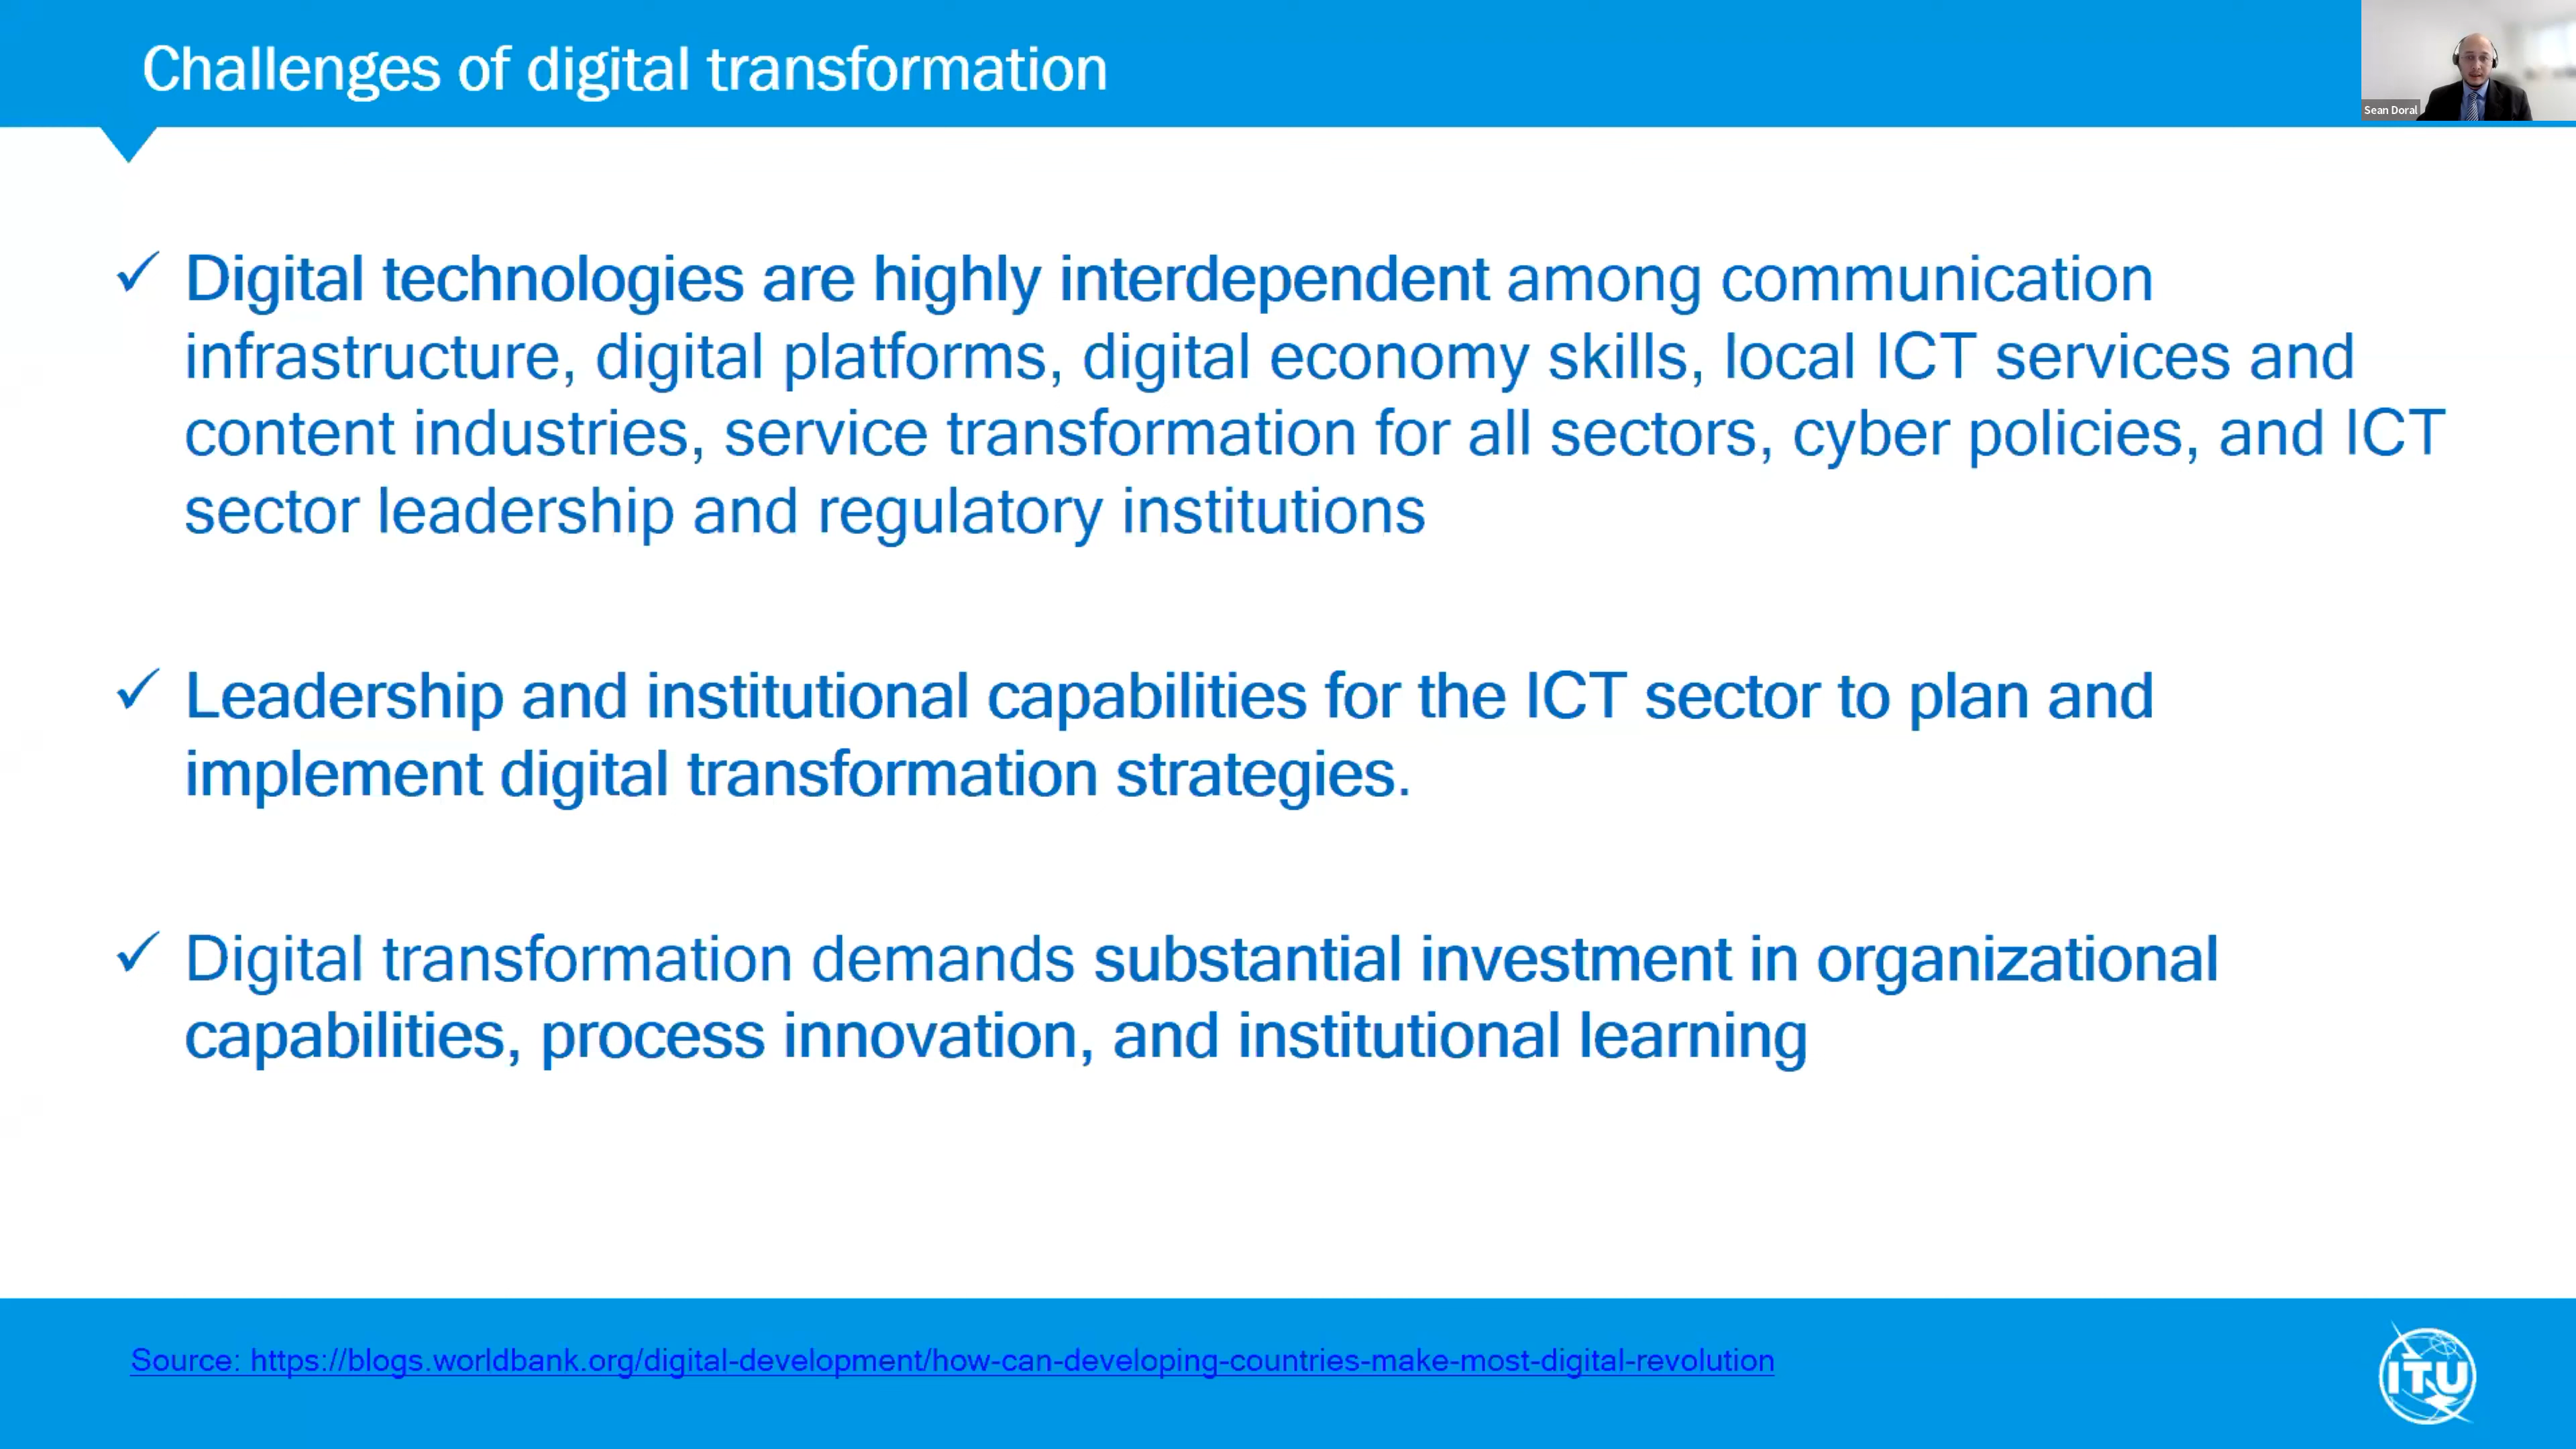 Challenges of digital transformation
Sean Doral
✓ Digital technologies are highly interdependent among communication
infrastructure, digital platforms, digital economy skills, local ICT services and
content industries, service transformation for all sectors, cyber policies, and ICT
sector leadership and regulatory institutions
✓ Leadership and institutional capabilities for the ICT sector to plan and
implement digital transformation strategies.
✓ Digital transformation demands substantial investment in organizational
capabilities, process innovation, and institutional learning
Source: https://blogs.worldbank.org/digital-development/how-can-developing-countries-make-most-digital-revolution
ITU